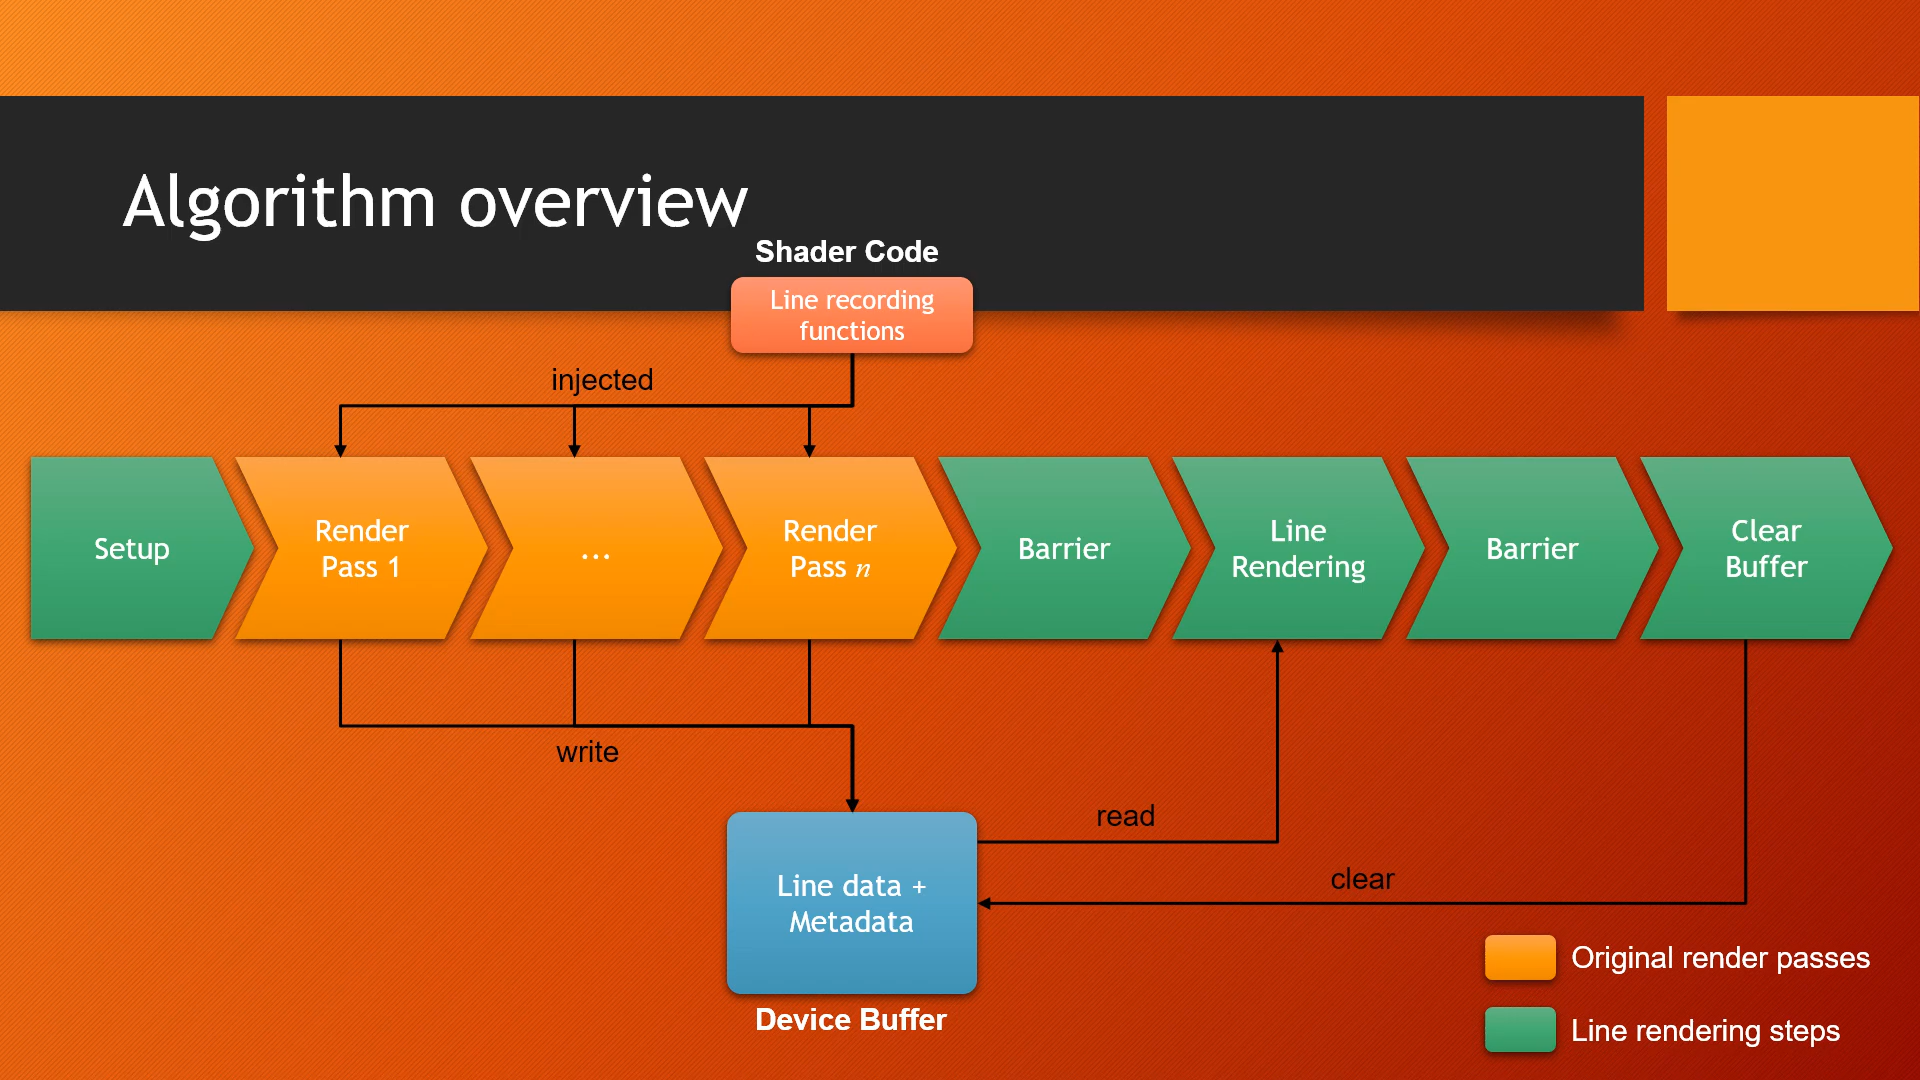 Algorithm overview
Shader Code
Line recording
functions
injected
Setup
Render
Pass 1
...
Render
Pass n
Barrier
Line
Rendering
Barrier
Clear
Buffer
write
read
clear
Line data +
Metadata
Device Buffer
Original render passes
Line rendering steps